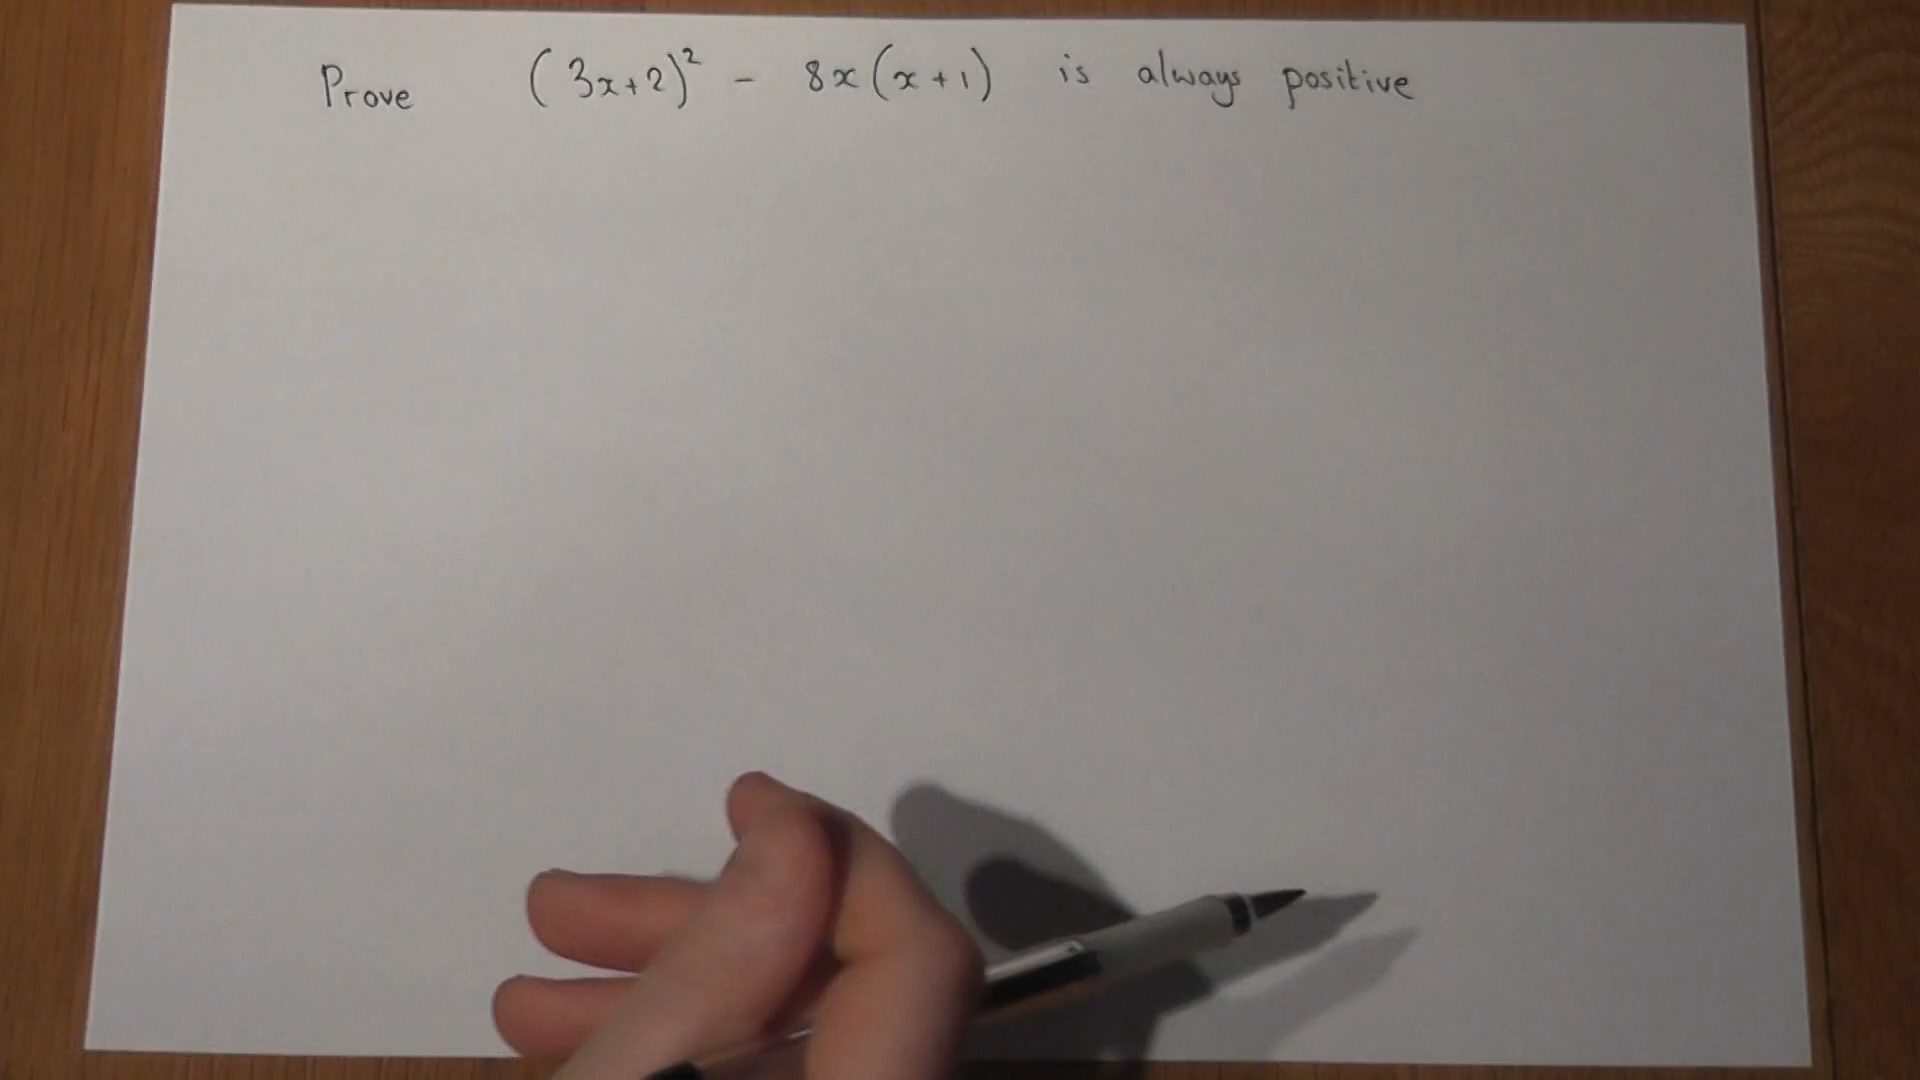 Prove (3x+2)² - 8x(x+1) is always positive